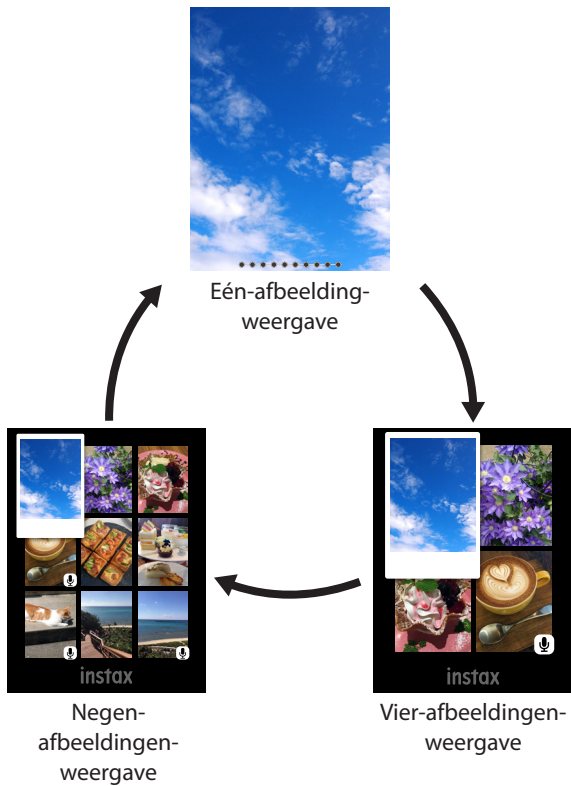 Eén-afbeelding-
weergave
instax
Negen-
afbeeldingen-
weergave
instax
Vier-afbeeldingen-
weergave